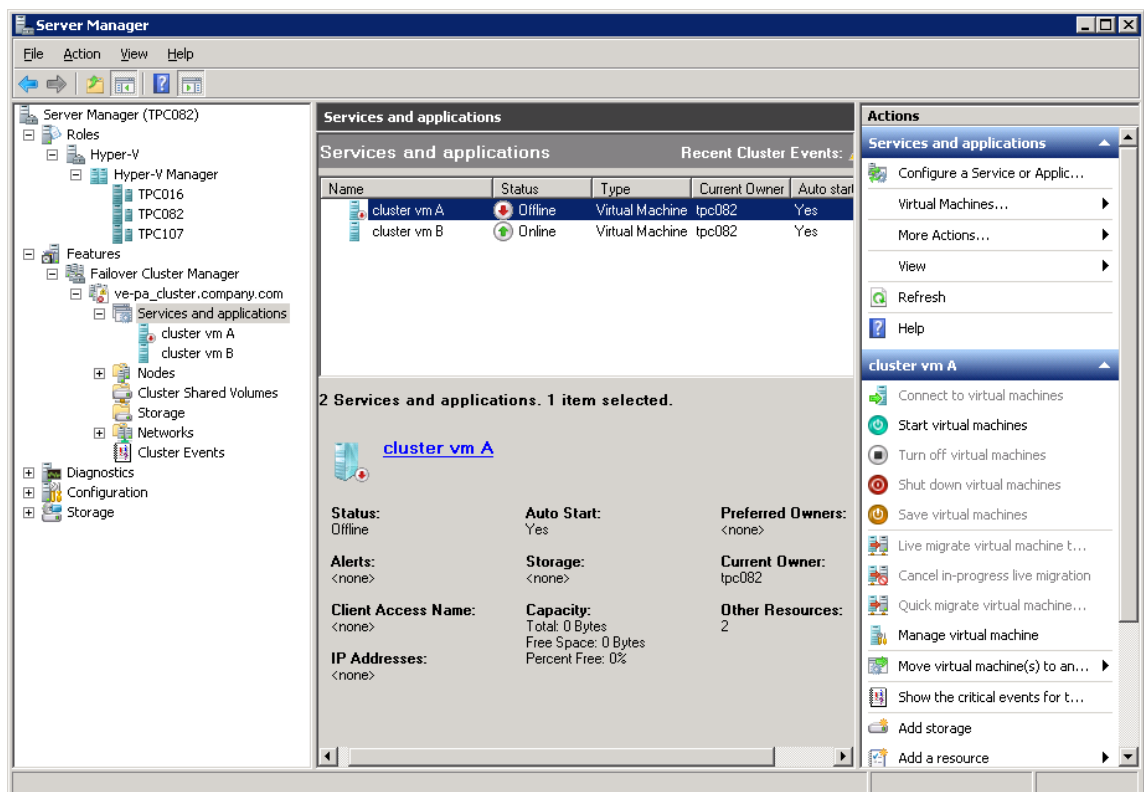 Server Manager
File Action View Help
Server Manager (TPC082)
Roles
Hyper-V
Hyper-V Manager
TPC016
TPC082
TPC107
Features
Failover Cluster Manager
ve-pa_cluster.company.com
Services and applications
cluster vm A
cluster vm B
Nodes
Cluster Shared Volumes
Storage
Networks
Cluster Events
Diagnostics
Configuration
Storage
Services and applications
Services and applications Recent Cluster Events:
Name Status Type Current Owner Auto start
cluster vm A Offline Virtual Machine tpc082 Yes
cluster vm B Online Virtual Machine tpc082 Yes
2 Services and applications. 1 item selected.
cluster vm A
Status: Auto Start: Preferred Owners:
Offline Yes <none>
Alerts: Storage: Current Owner:
<none> <none> tpc082
Client Access Name: Capacity: Other Resources:
<none> Total: 0 Bytes 2
Free Space: 0 Bytes
IP Addresses: Percent Free: 0%
<none>
Actions
Services and applications
Configure a Service or Applic...
Virtual Machines...
More Actions...
View
Refresh
Help
cluster vm A
Connect to virtual machines
Start virtual machines
Turn off virtual machines
Shut down virtual machines
Save virtual machines
Live migrate virtual machine t...
Cancel in-progress live migration
Quick migrate virtual machine...
Manage virtual machine
Move virtual machine(s) to an...
Show the critical events for t...
Add storage
Add a resource